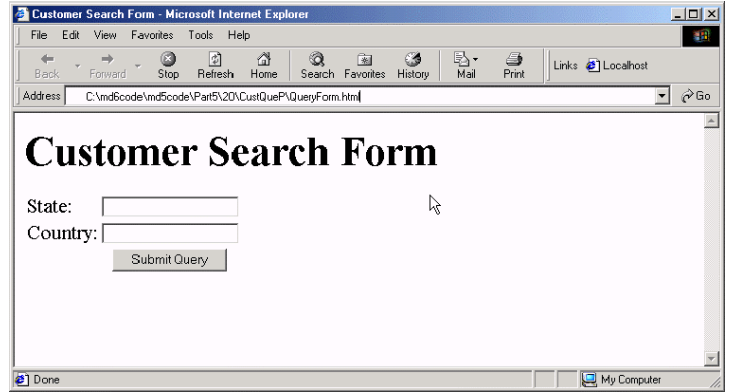 Customer Search Form - Microsoft Internet Explorer
File Edit View Favorites Tools Help
Back Forward Stop Refresh Home Search Favorites History Mail Print Links Localhost
Address C:\md6code\md5code\Part5\20\CustQueP\QueryForm.html Go
Customer Search Form
State:
Country:
Submit Query
Done My Computer